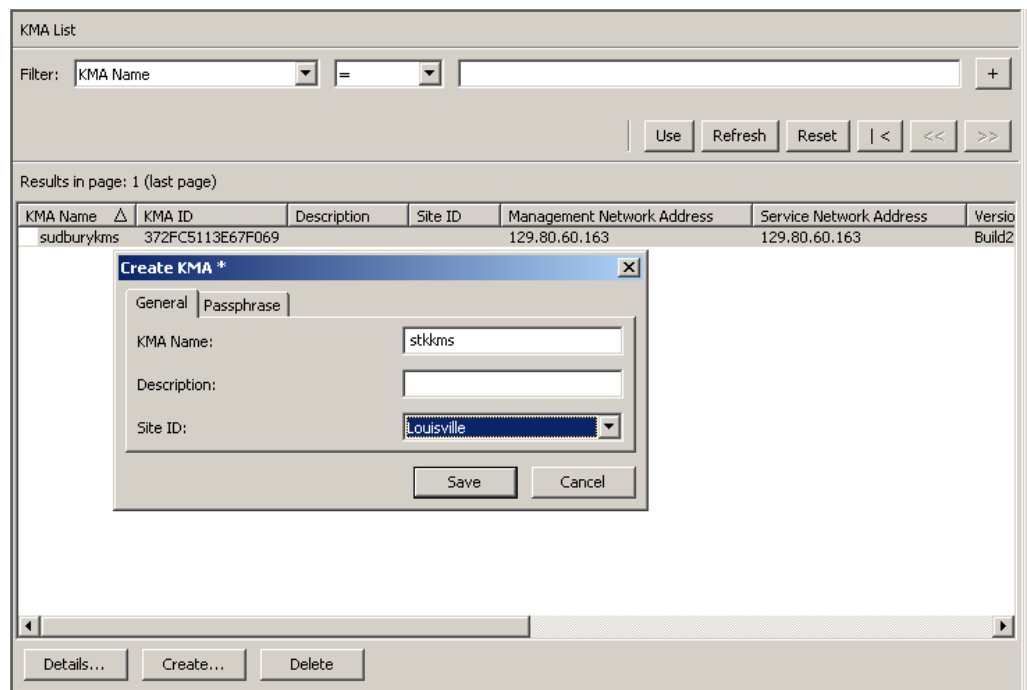 KMA List
Filter: KMA Name = +
Use Refresh Reset |< << >>
Results in page: 1 (last page)
KMA Name KMA ID Description Site ID Management Network Address Service Network Address Versio
sudburykms 372FC5113E67F069 129.80.60.163 129.80.60.163 Build2
Create KMA *
General Passphrase
KMA Name: stkkms
Description:
Site ID: Louisville
Save Cancel
Details... Create... Delete